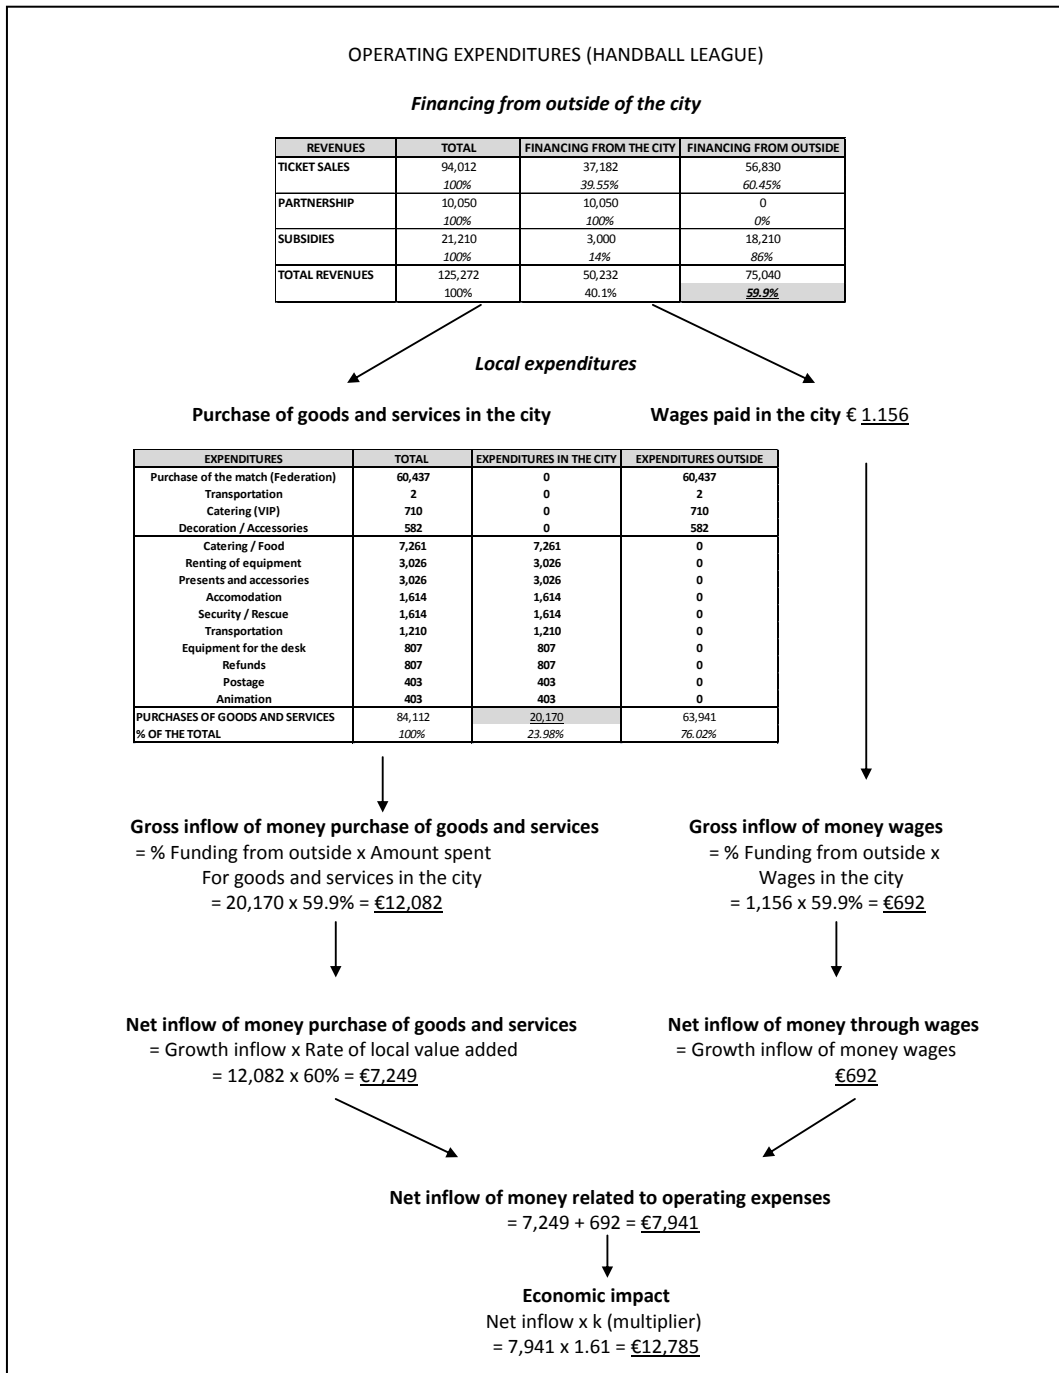 OPERATING EXPENDITURES (HANDBALL LEAGUE)
Financing from outside of the city
REVENUES TOTAL FINANCING FROM THE CITY FINANCING FROM OUTSIDE
TICKET SALES 94,012 37,182 56,830
100% 39.55% 60.45%
PARTNERSHIP 10,050 10,050 0
100% 100% 0%
SUBSIDIES 21,210 3,000 18,210
100% 14% 86%
TOTAL REVENUES 125,272 50,232 75,040
100% 40.1% 59.9%
Local expenditures
Purchase of goods and services in the city
Wages paid in the city € 1.156
EXPENDITURES TOTAL EXPENDITURES IN THE CITY EXPENDITURES OUTSIDE
Purchase of the match (Federation) 60,437 0 60,437
Transportation 2 0 2
Catering (VIP) 710 0 710
Decoration / Accessories 582 0 582
Catering / Food 7,261 7,261 0
Renting of equipment 3,026 3,026 0
Presents and accessories 3,026 3,026 0
Accomodation 1,614 1,614 0
Security / Rescue 1,614 1,614 0
Transportation 1,210 1,210 0
Equipment for the desk 807 807 0
Refunds 807 807 0
Postage 403 403 0
Animation 403 403 0
PURCHASES OF GOODS AND SERVICES 84,112 20,170 63,941
% OF THE TOTAL 100% 23.98% 76.02%
Gross inflow of money purchase of goods and services
= % Funding from outside x Amount spent
For goods and services in the city
= 20,170 x 59.9% = €12,082
Gross inflow of money wages
= % Funding from outside x
Wages in the city
= 1,156 x 59.9% = €692
Net inflow of money purchase of goods and services
= Growth inflow x Rate of local value added
= 12,082 x 60% = €7,249
Net inflow of money through wages
= Growth inflow of money wages
€692
Net inflow of money related to operating expenses
= 7,249 + 692 = €7,941
Economic impact
Net inflow x k (multiplier)
= 7,941 x 1.61 = €12,785